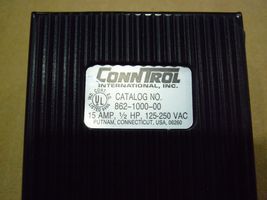 CONNTROL
INTERNATIONAL, INC.
UL
CATALOG NO.
862-1000-00
15 AMP, ½ HP, 125-250 VAC
PUTNAM, CONNECTICUT, USA, 06260